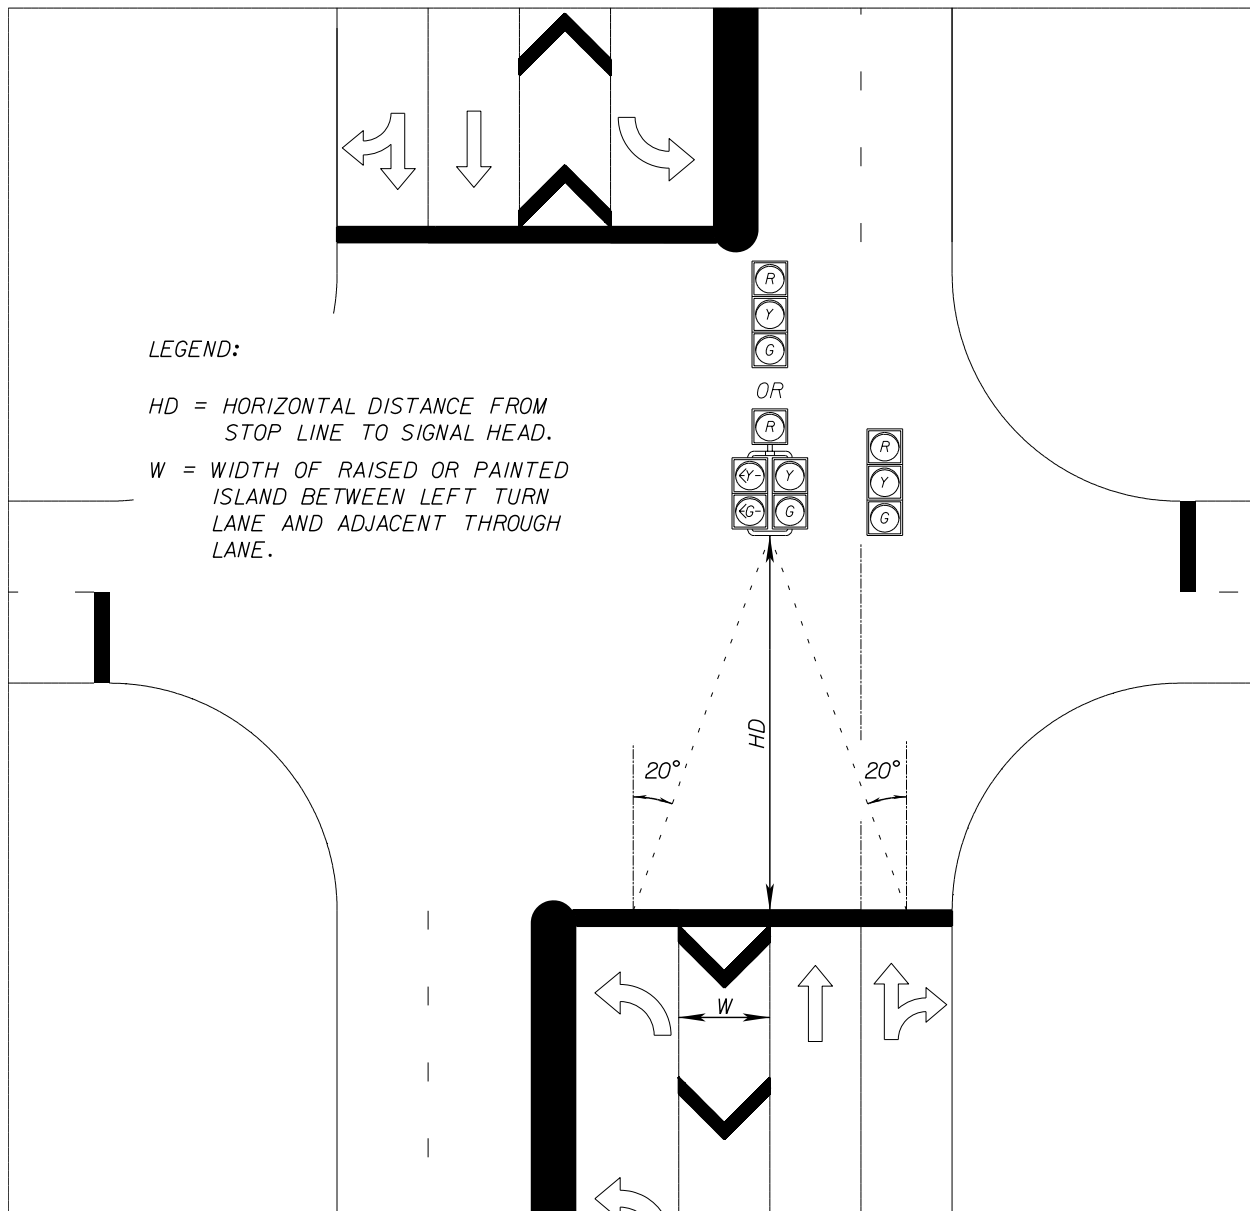 R
Y
G
OR
R
<Y- Y
<G- G
R
Y
G
LEGEND:
HD = HORIZONTAL DISTANCE FROM
STOP LINE TO SIGNAL HEAD.
W = WIDTH OF RAISED OR PAINTED
ISLAND BETWEEN LEFT TURN
LANE AND ADJACENT THROUGH
LANE.
HD
20°
20°
W